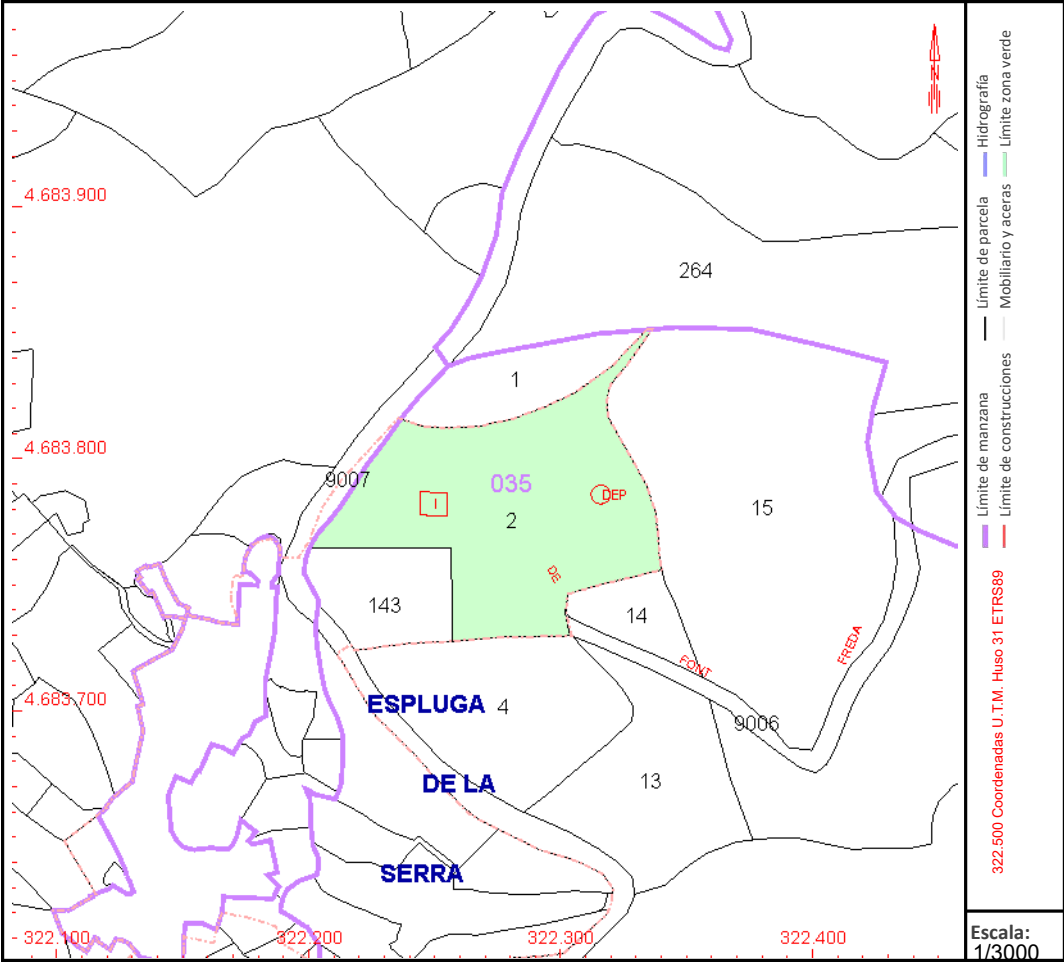 N
4.683.900
264
1
4.683.800
9007
035
DEP
I
2
15
DE
143
14
FREDA
FONT
4.683.700
ESPLUGA
4
9006
DE LA
13
SERRA
322.100
322.200
322.300
322.400
Límite de manzana
Límite de parcela
Hidrografía
Límite de construcciones
Mobiliario y aceras
Límite zona verde
322.500 Coordenadas U.T.M. Huso 31 ETRS89
Escala:
1/3000